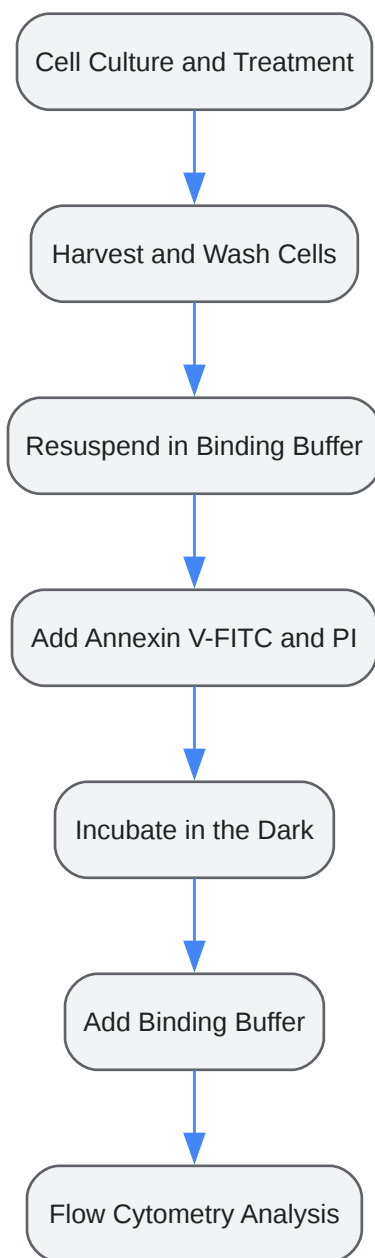 Cell Culture and Treatment
Harvest and Wash Cells
Resuspend in Binding Buffer
Add Annexin V-FITC and PI
Incubate in the Dark
Add Binding Buffer
Flow Cytometry Analysis